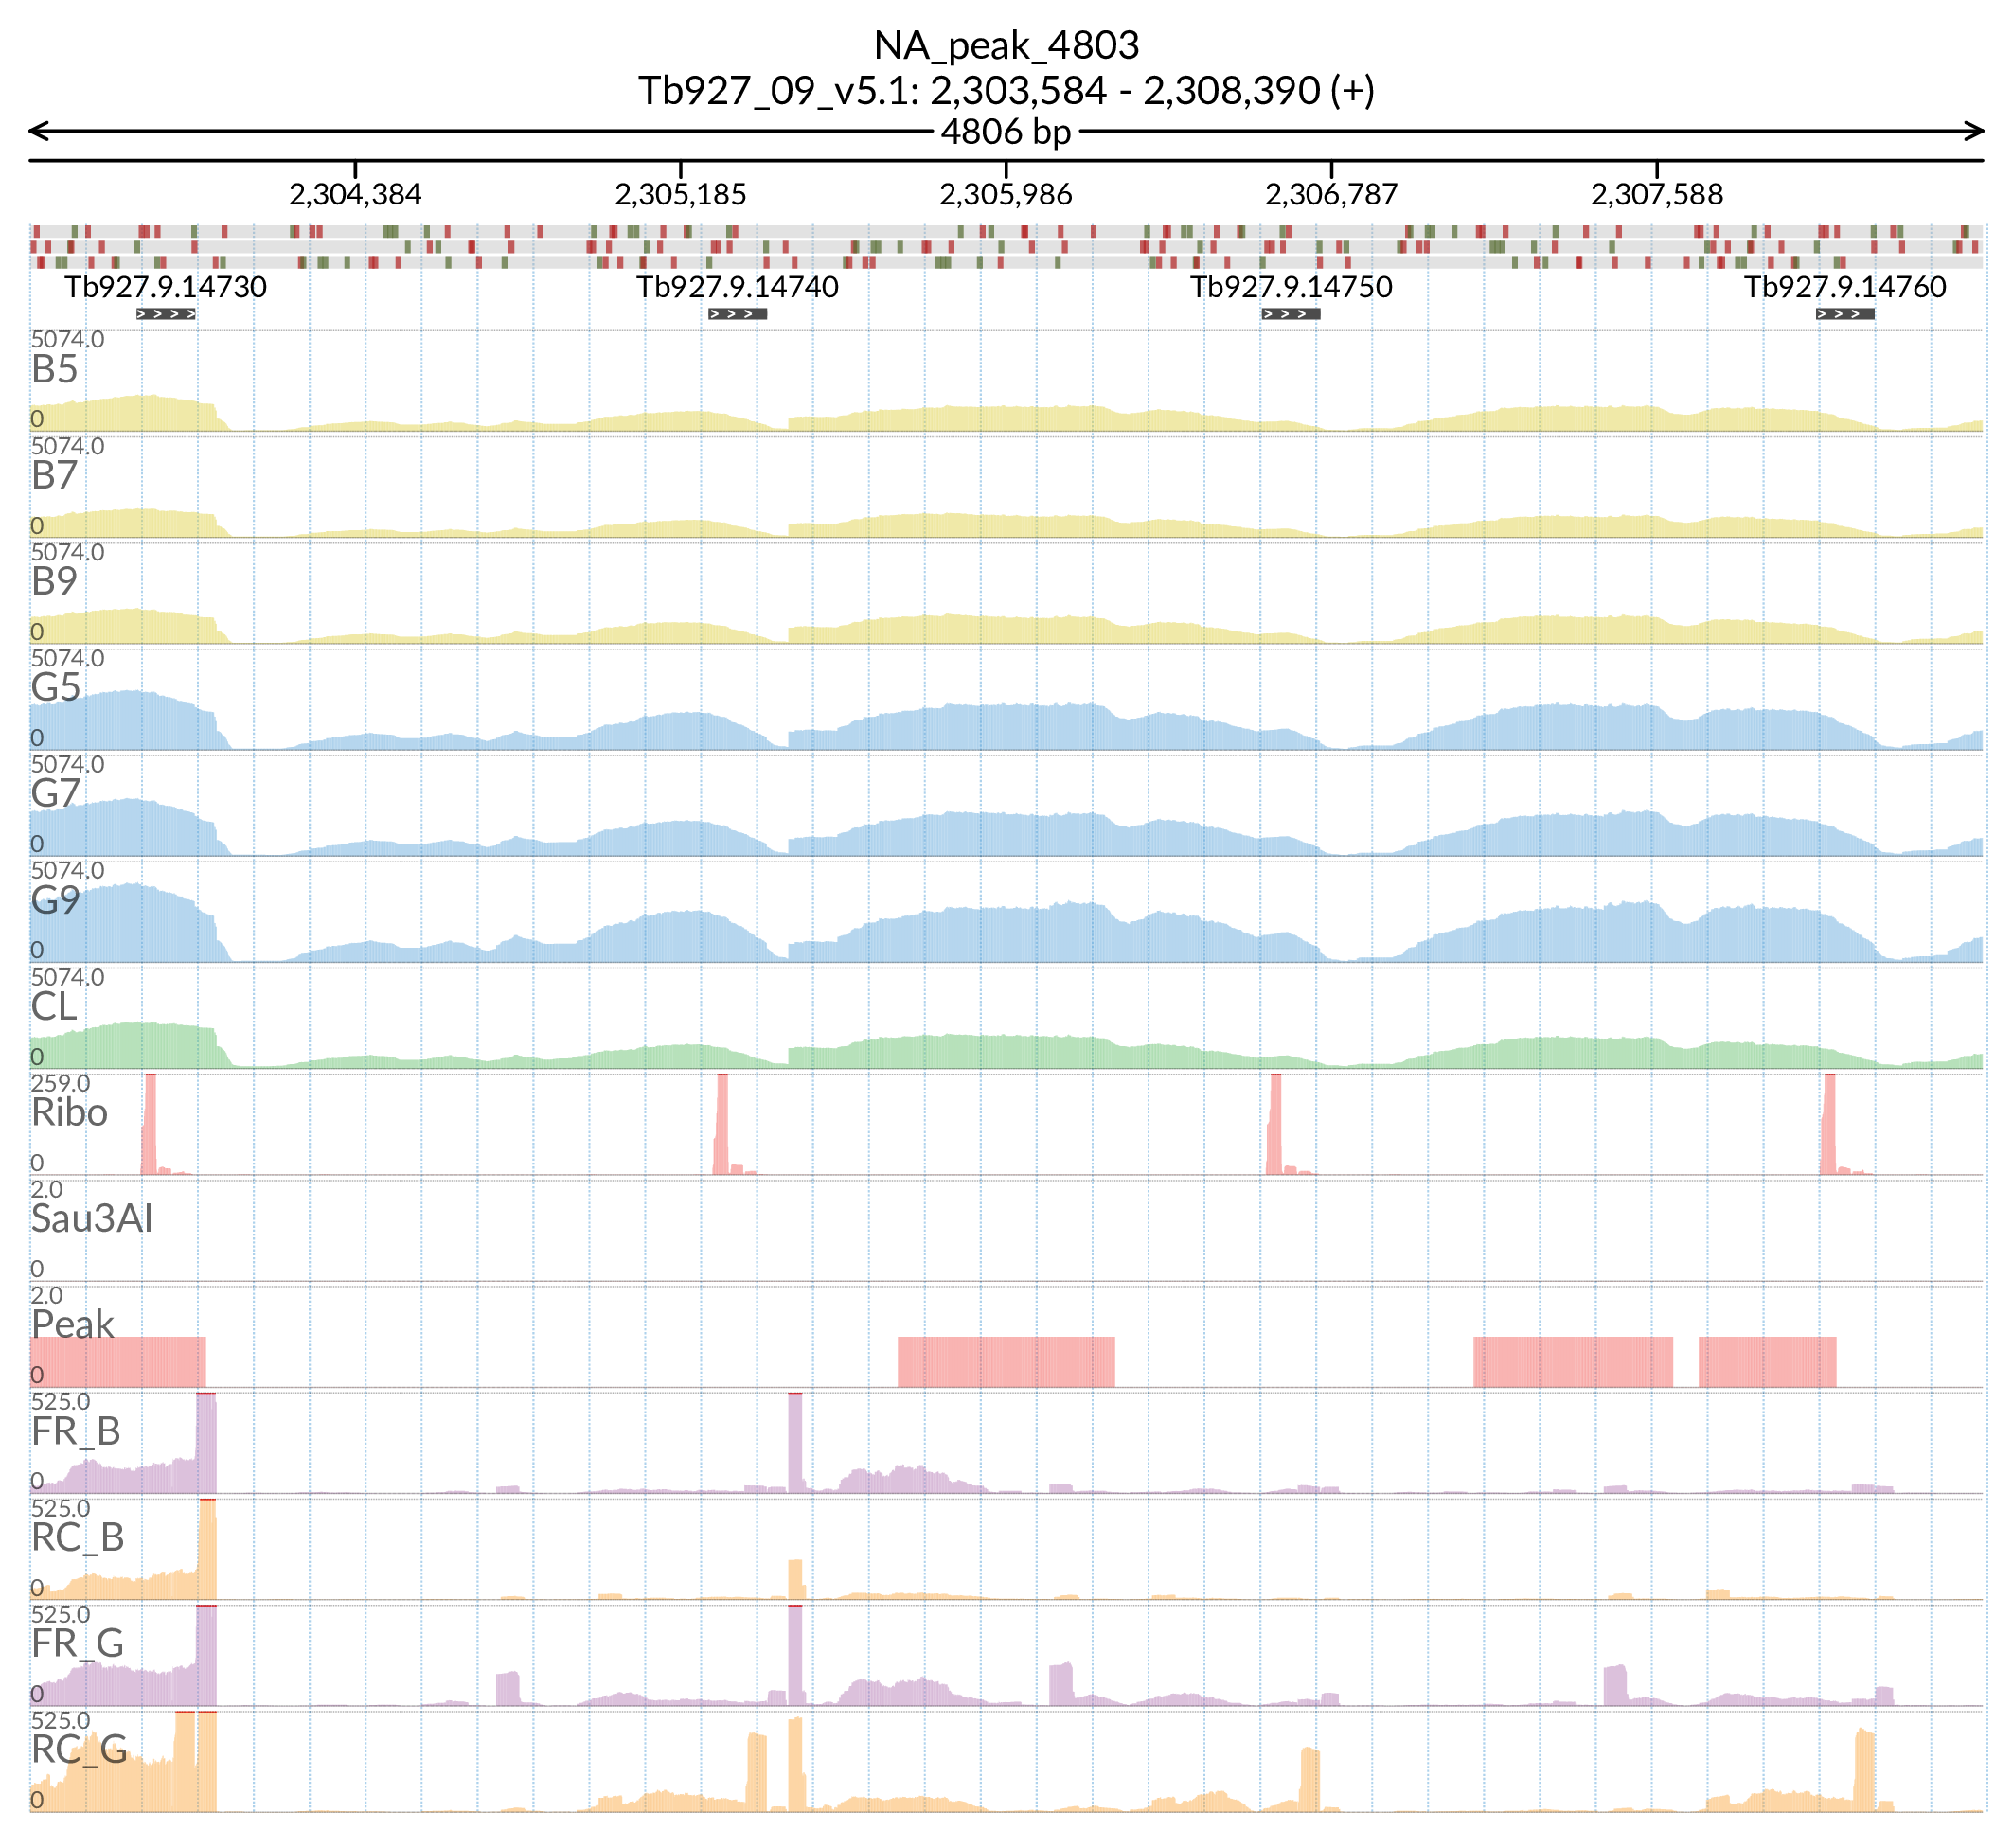 NA_peak_4803
Tb927_09_v5.1: 2,303,584 - 2,308,390 (+)
4806 bp
2,304,384 2,305,185 2,305,986 2,306,787 2,307,588
Tb927.9.14730 Tb927.9.14740 Tb927.9.14750 Tb927.9.14760
5074.0
B5
0
5074.0
B7
0
5074.0
B9
0
5074.0
G5
0
5074.0
G7
0
5074.0
G9
0
5074.0
CL
0
259.0
Ribo
0
2.0
Sau3AI
0
2.0
Peak
0
525.0
FR_B
0
525.0
RC_B
0
525.0
FR_G
0
525.0
RC_G
0